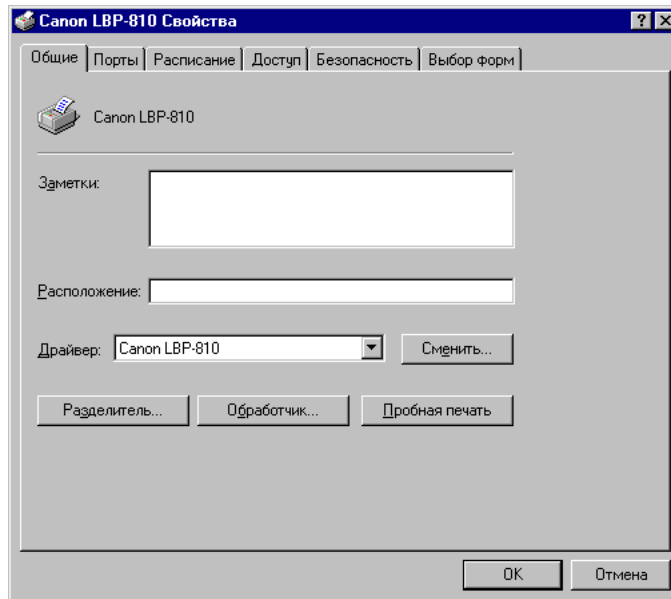 Canon LBP-810 Свойства
Общие Порты Расписание Доступ Безопасность Выбор форм
Canon LBP-810
Заметки:
Расположение:
Драйвер: Canon LBP-810 Сменить...
Разделитель... Обработчик... Пробная печать
OK Отмена